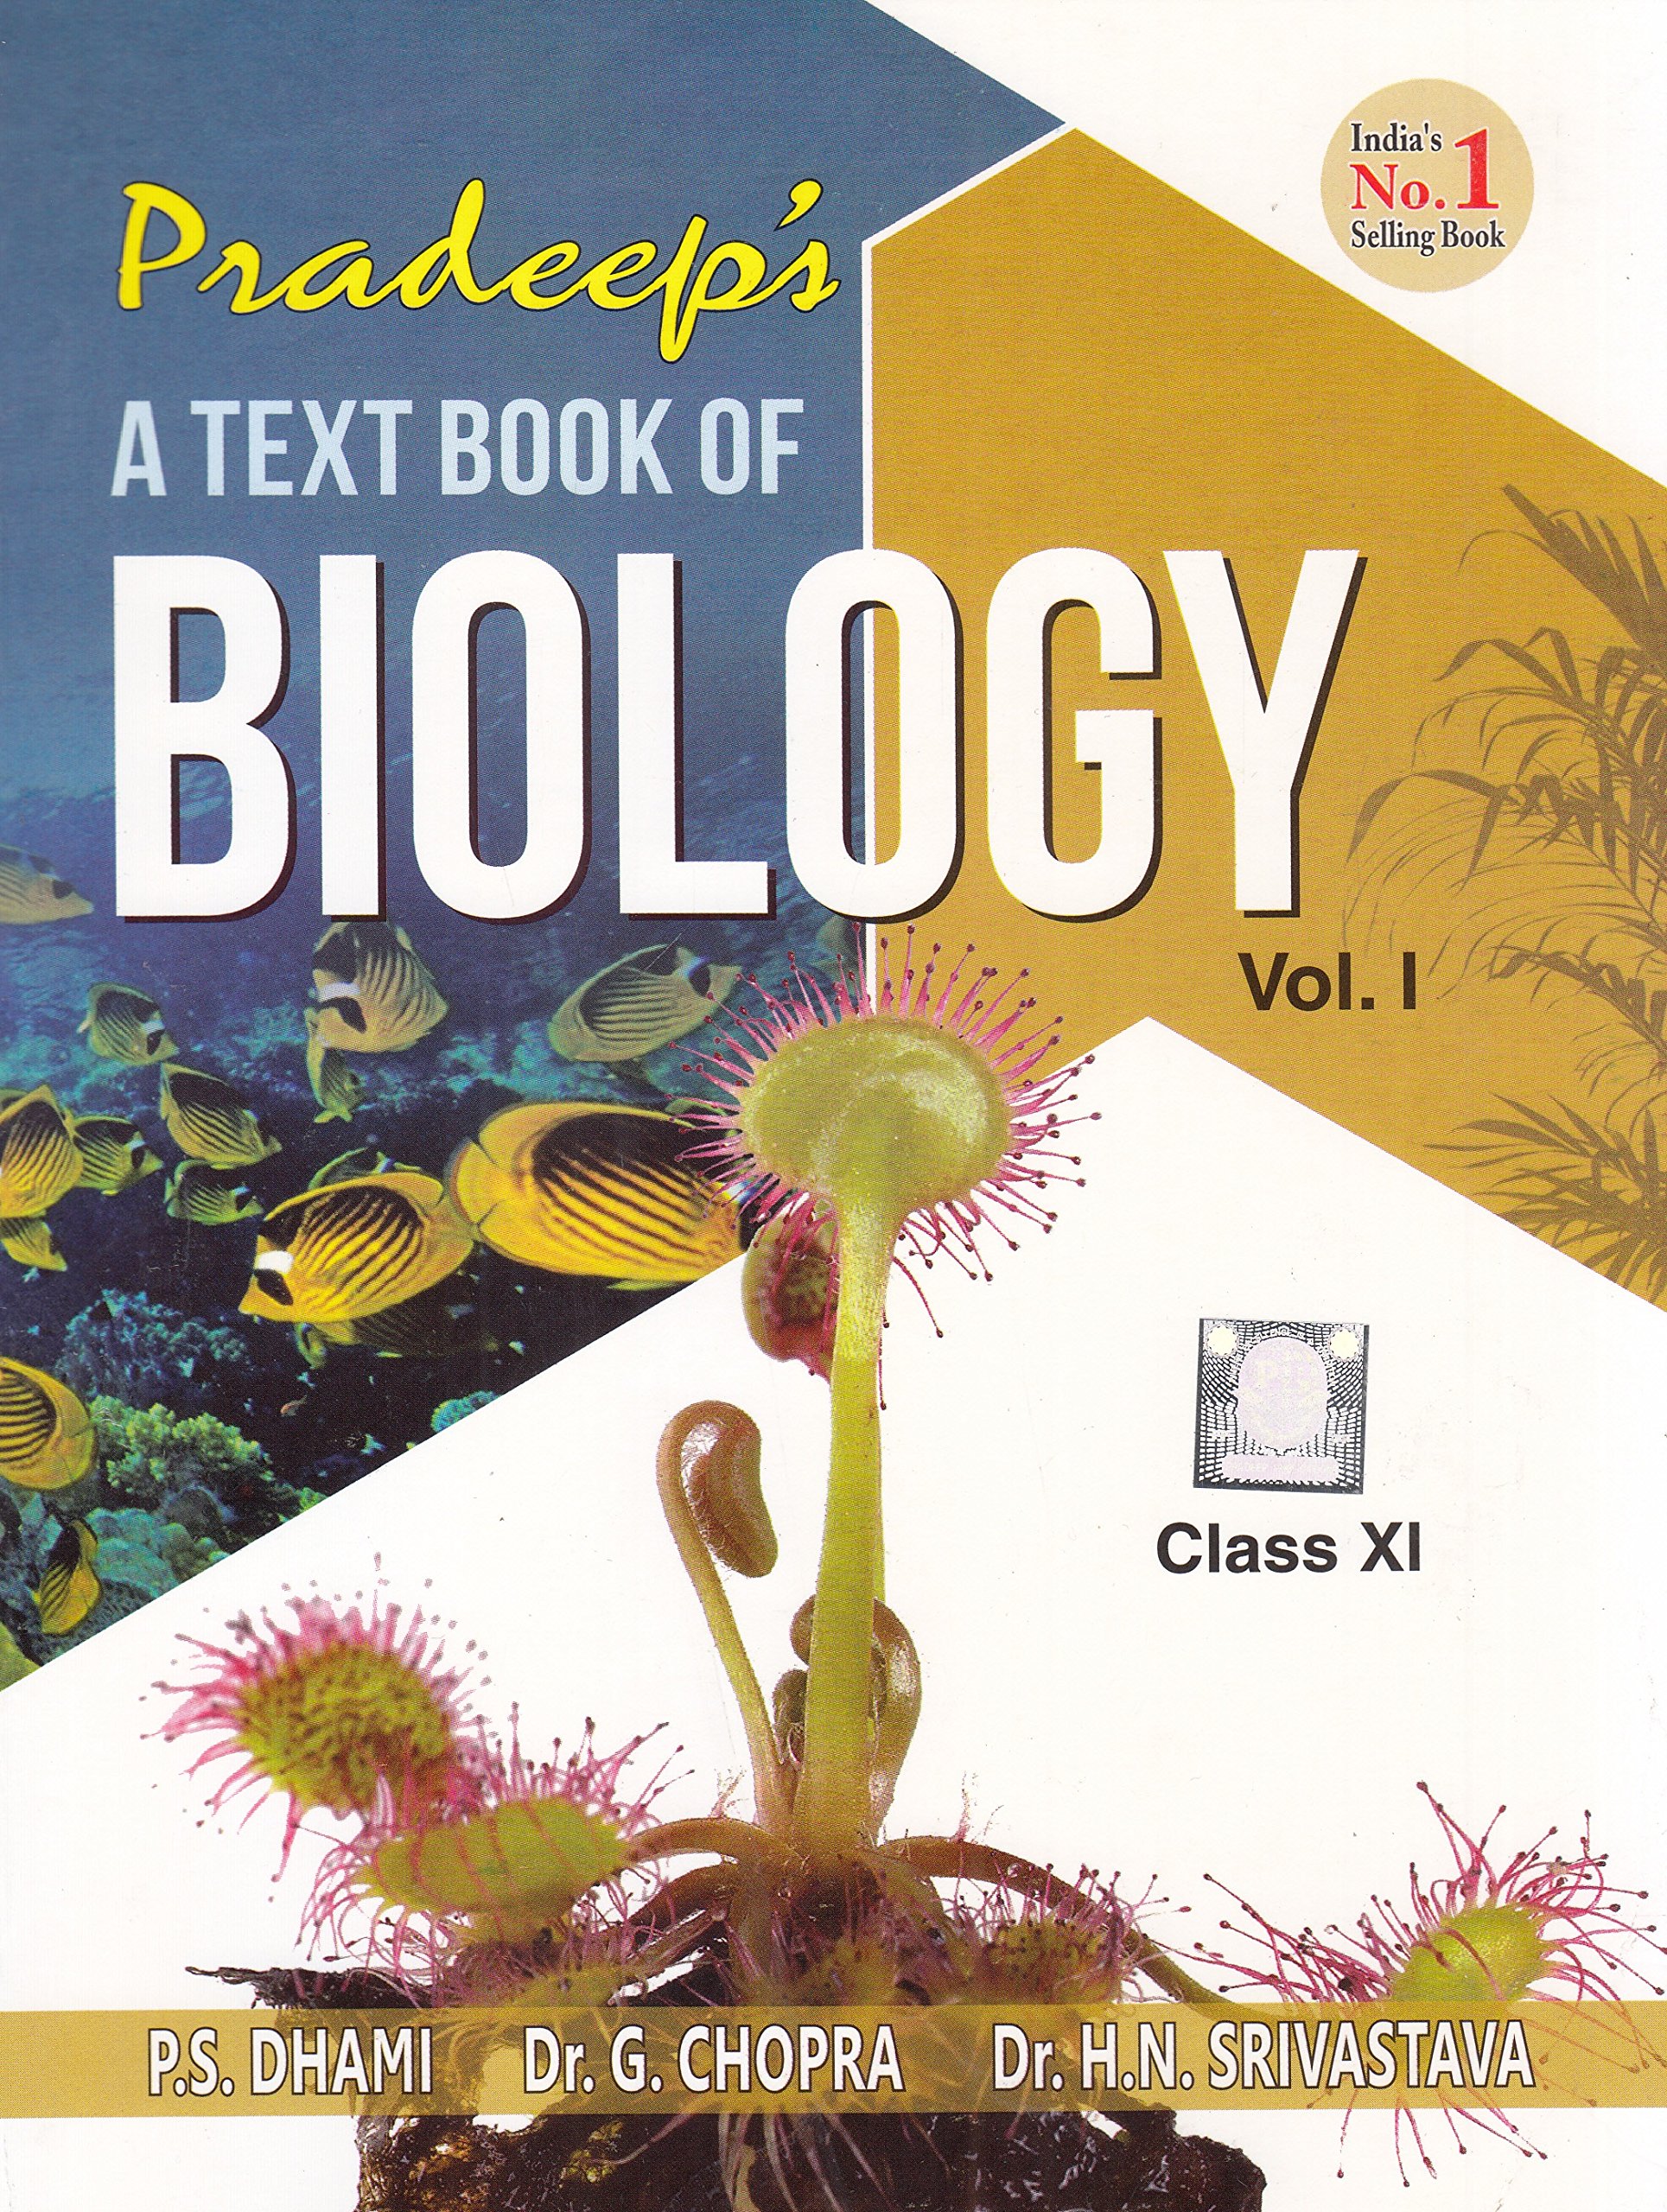 India's
No.1
Selling Book
Pradeep's
A TEXT BOOK OF
BIOLOGY
Vol. I
Class XI
P.S. DHAMI Dr. G. CHOPRA Dr. H.N. SRIVASTAVA